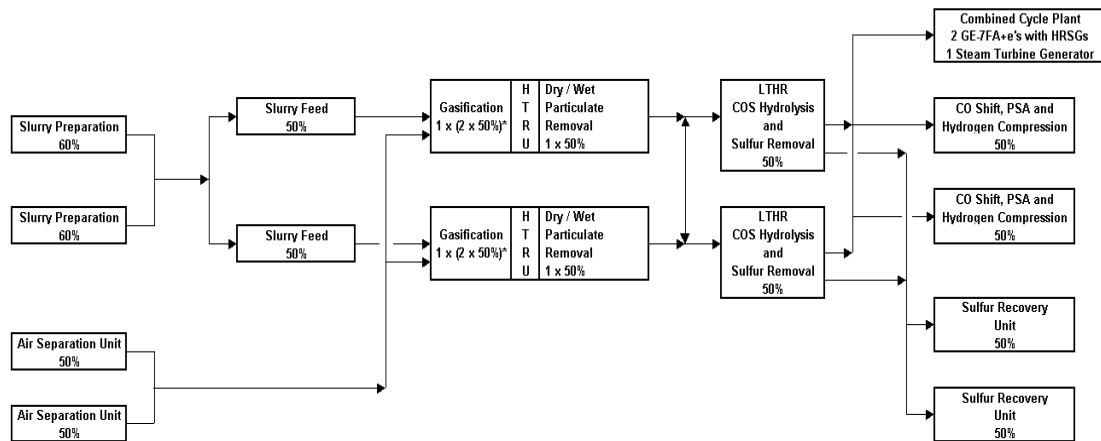 Combined Cycle Plant
2 GE-7FA+e's with HRSGs
1 Steam Turbine Generator
Slurry Preparation
60%
Slurry Preparation
60%
Air Separation Unit
50%
Air Separation Unit
50%
Slurry Feed
50%
Slurry Feed
50%
Gasification
1 x (2 x 50%)*
H
T
R
U
Dry / Wet
Particulate
Removal
1 x 50%
Gasification
1 x (2 x 50%)*
H
T
R
U
Dry / Wet
Particulate
Removal
1 x 50%
LTHR
COS Hydrolysis
and
Sulfur Removal
50%
LTHR
COS Hydrolysis
and
Sulfur Removal
50%
CO Shift, PSA and
Hydrogen Compression
50%
CO Shift, PSA and
Hydrogen Compression
50%
Sulfur Recovery
Unit
50%
Sulfur Recovery
Unit
50%